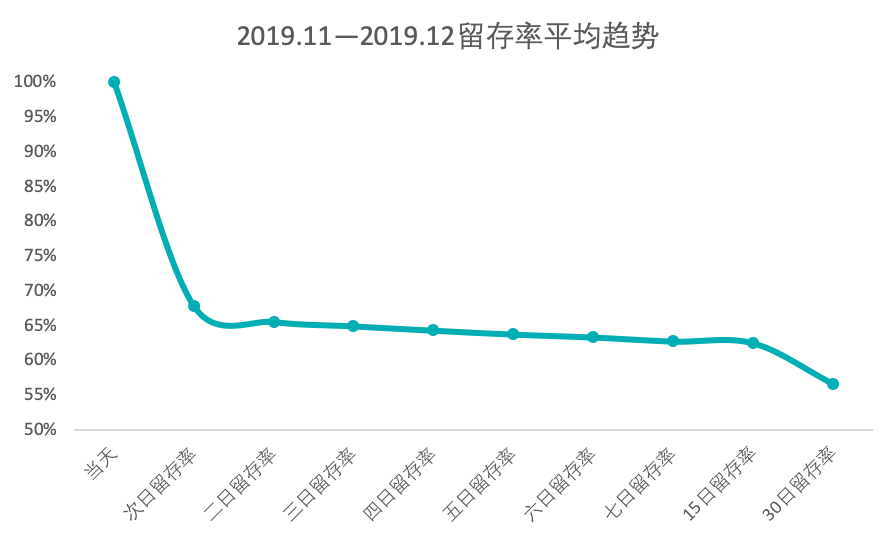 2019.11—2019.12留存率平均趋势
100%
95%
90%
85%
80%
75%
70%
65%
60%
55%
50%
当天
次日留存率
二日留存率
三日留存率
四日留存率
五日留存率
六日留存率
七日留存率
15日留存率
30日留存率